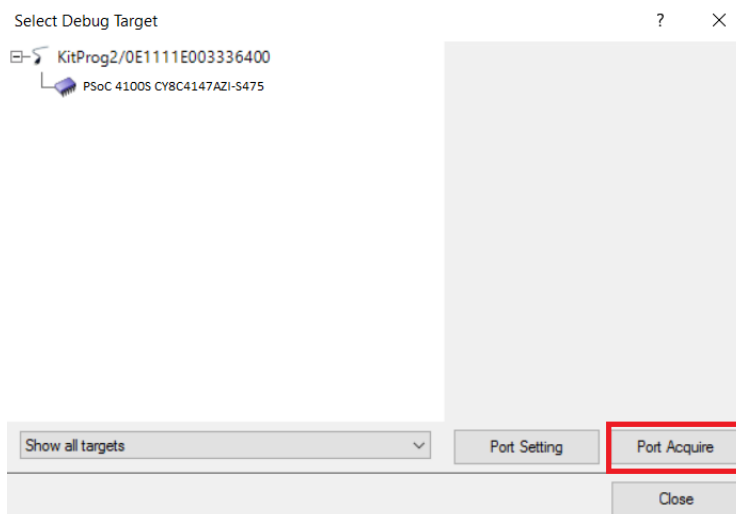 Select Debug Target
?
KitProg2/0E1111E003336400
PSoC 4100S CY8C4147AZI-S475
Show all targets
Port Setting
Port Acquire
Close